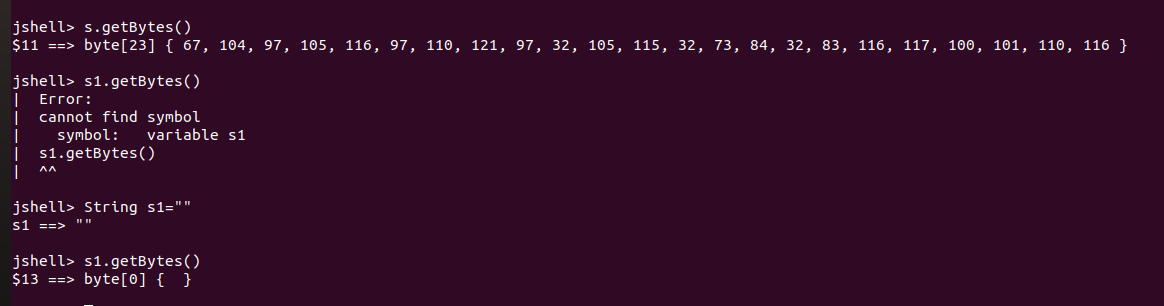 jshell> s.getBytes()
$11 ==> byte[23] { 67, 104, 97, 105, 116, 97, 110, 121, 97, 32, 105, 115, 32, 73, 84, 32, 83, 116, 117, 100, 101, 110, 116 }
jshell> s1.getBytes()
|  Error:
|  cannot find symbol
|    symbol:   variable s1
|  s1.getBytes()
|  ^^
jshell> String s1=""
s1 ==> ""
jshell> s1.getBytes()
$13 ==> byte[0] {  }